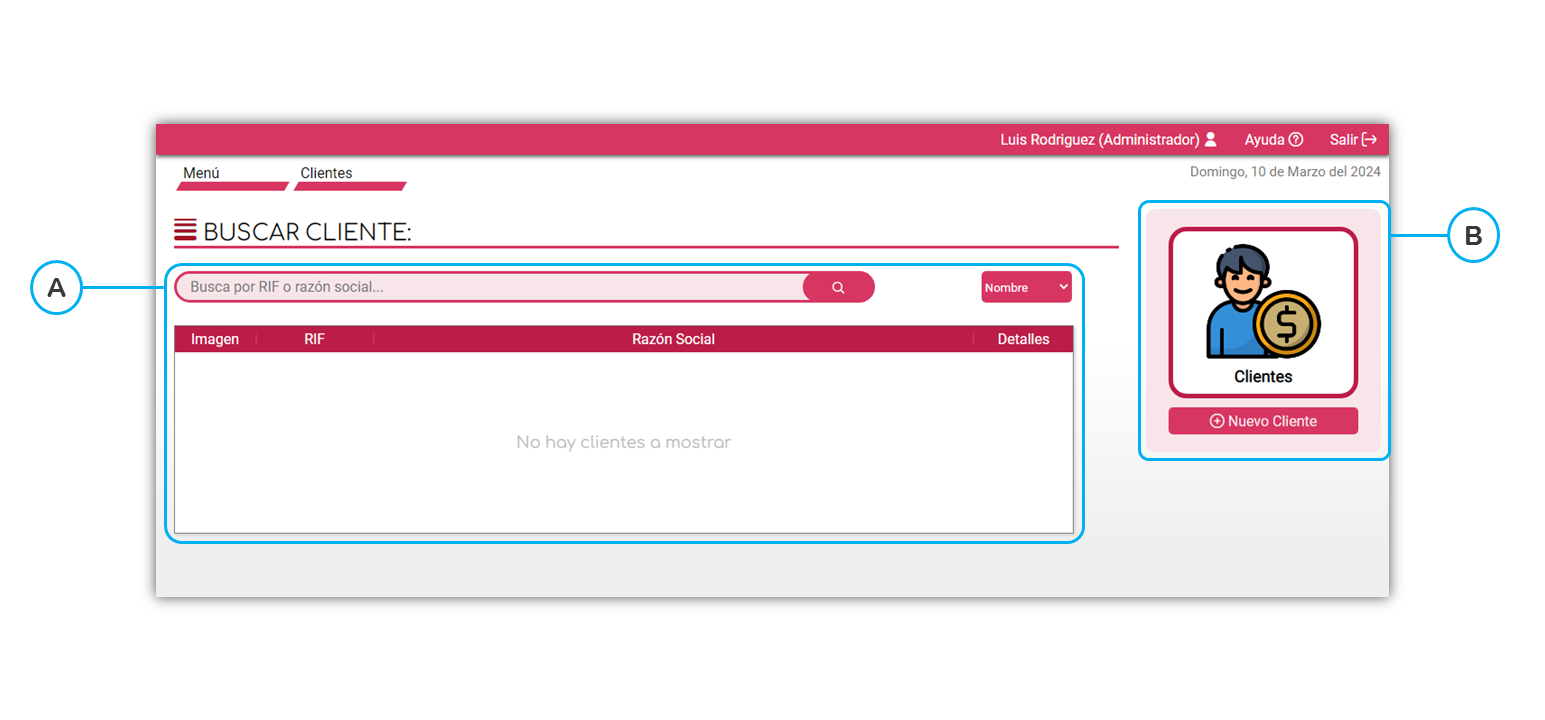 Luis Rodriguez (Administrador) Ayuda Salir
Menú Clientes
Domingo, 10 de Marzo del 2024
BUSCAR CLIENTE:
A
B
Busca por RIF o razón social...
Nombre
Imagen RIF Razón Social Detalles
No hay clientes a mostrar
$
Clientes
Nuevo Cliente